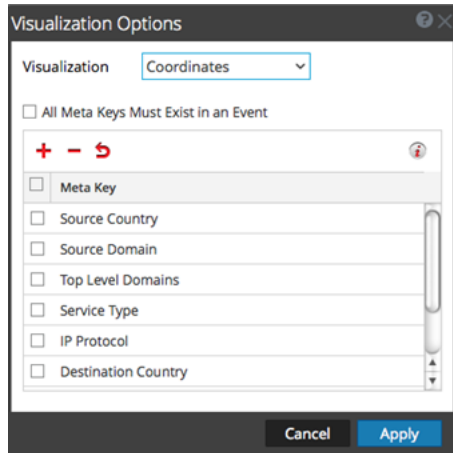 Visualization Options
Visualization Coordinates
All Meta Keys Must Exist in an Event
Meta Key
Source Country
Source Domain
Top Level Domains
Service Type
IP Protocol
Destination Country
Cancel Apply